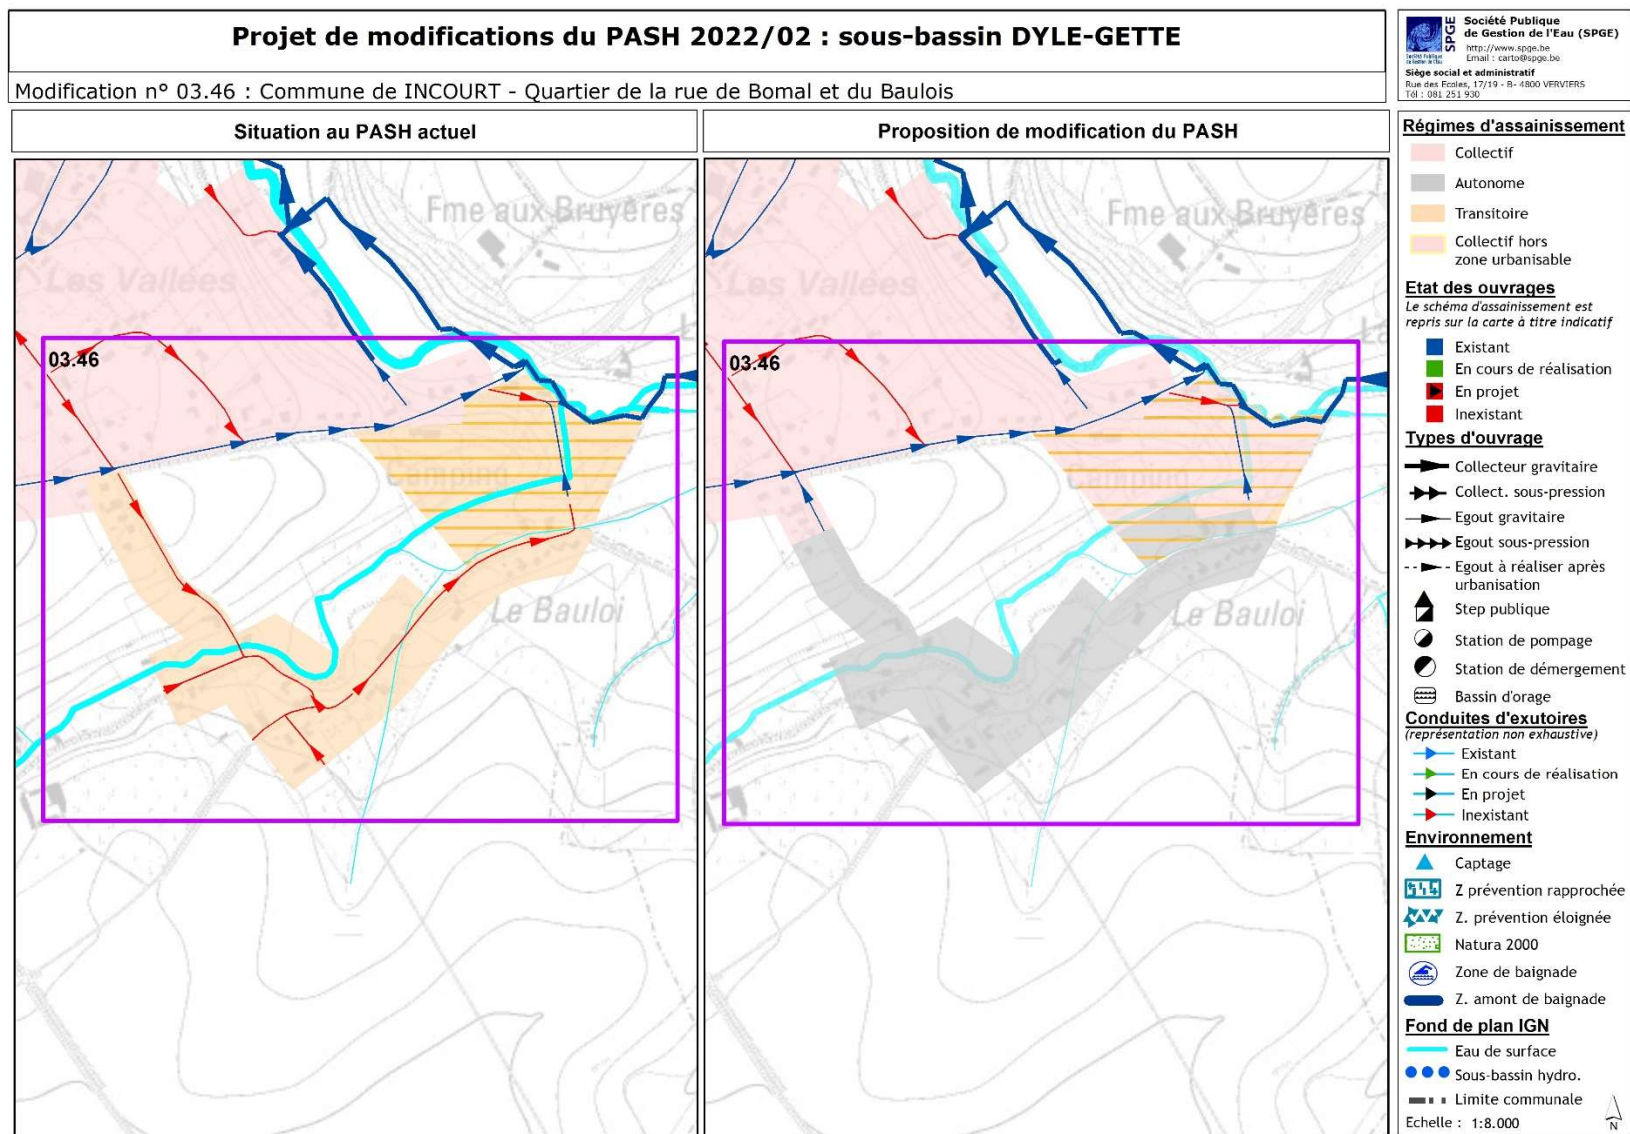 Projet de modifications du PASH 2022/02 : sous-bassin DYLE-GETTE
Modification n° 03.46 : Commune de INCOURT - Quartier de la rue de Bomal et du Baulois
SPGE
Société Publique
de Gestion de l'Eau (SPGE)
http://www.spge.be
Email : carto@spge.be
Siège social et administratif
Rue des Ecoles, 17/19 - B- 4800 VERVIERS
Tél : 081 251 930
Situation au PASH actuel
Fme aux Bruyères
Les Vallées
03.46
Camping
Le Bauloi
Proposition de modification du PASH
Fme aux Bruyères
Les Vallées
03.46
Camping
Le Bauloi
Régimes d'assainissement
Collectif
Autonome
Transitoire
Collectif hors
zone urbanisable
Etat des ouvrages
Le schéma d'assainissement est
repris sur la carte à titre indicatif
Existant
En cours de réalisation
En projet
Inexistant
Types d'ouvrage
Collecteur gravitaire
Collect. sous-pression
Egout gravitaire
Egout sous-pression
Egout à réaliser après
urbanisation
Step publique
Station de pompage
Station de démergement
Bassin d'orage
Conduites d'exutoires
(représentation non exhaustive)
Existant
En cours de réalisation
En projet
Inexistant
Environnement
Captage
Z prévention rapprochée
Z. prévention éloignée
Natura 2000
Zone de baignade
Z. amont de baignade
Fond de plan IGN
Eau de surface
Sous-bassin hydro.
Limite communale
Echelle : 1:8.000
N